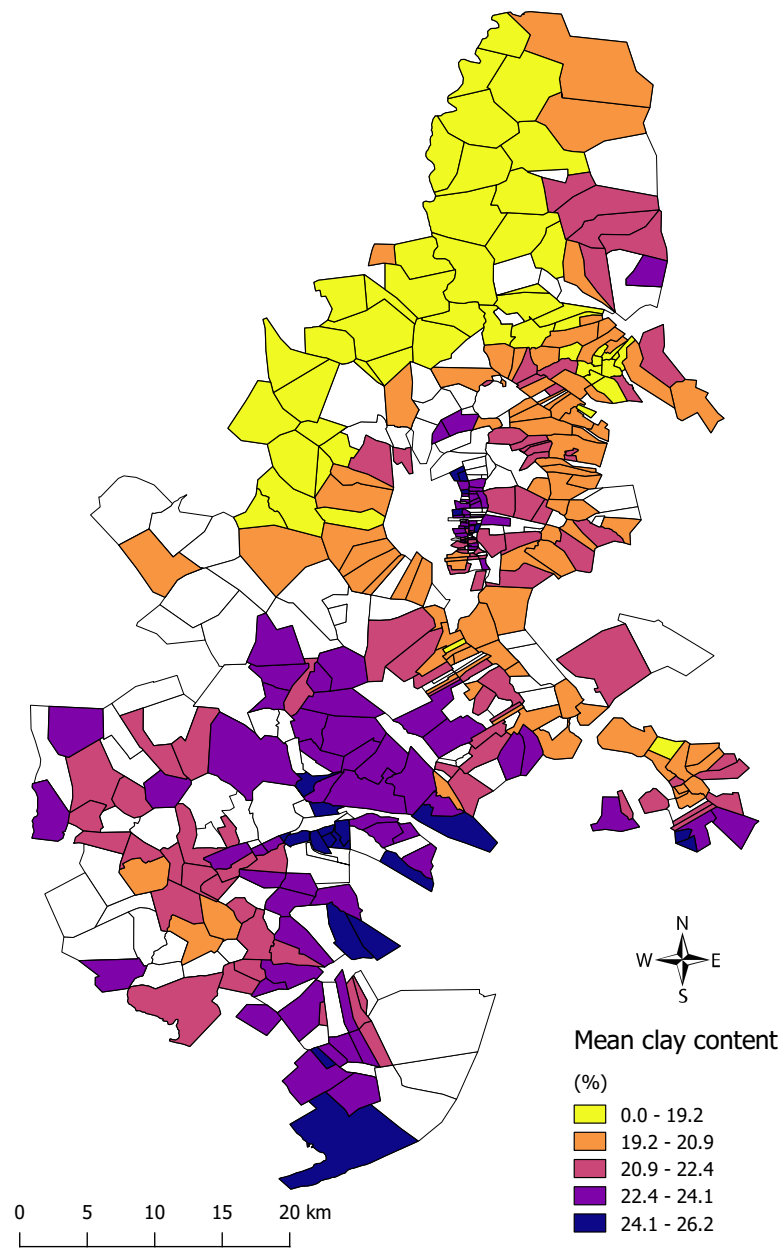 N
W E
S
Mean clay content
(%)
0.0 - 19.2
19.2 - 20.9
20.9 - 22.4
22.4 - 24.1
24.1 - 26.2
0 5 10 15 20 km